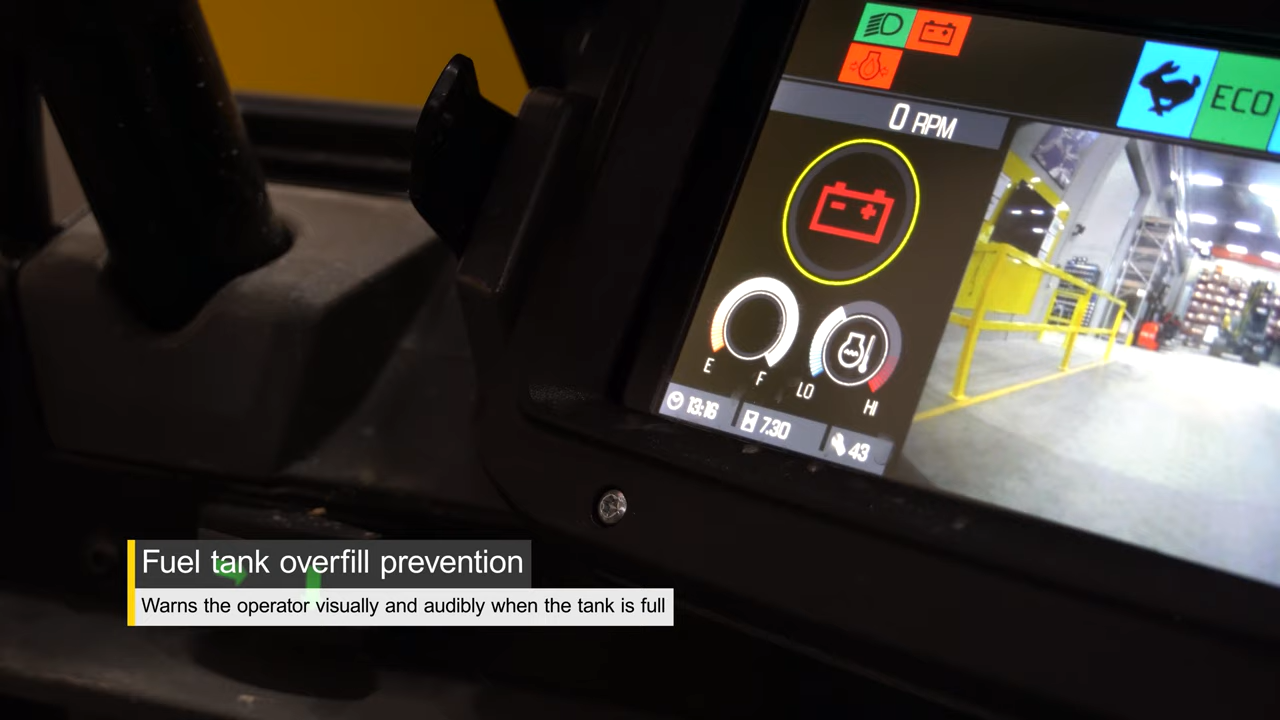 ECO
0 RPM
E
F
LO
HI
13:16
7.30
43
Fuel tank overfill prevention
Warns the operator visually and audibly when the tank is full